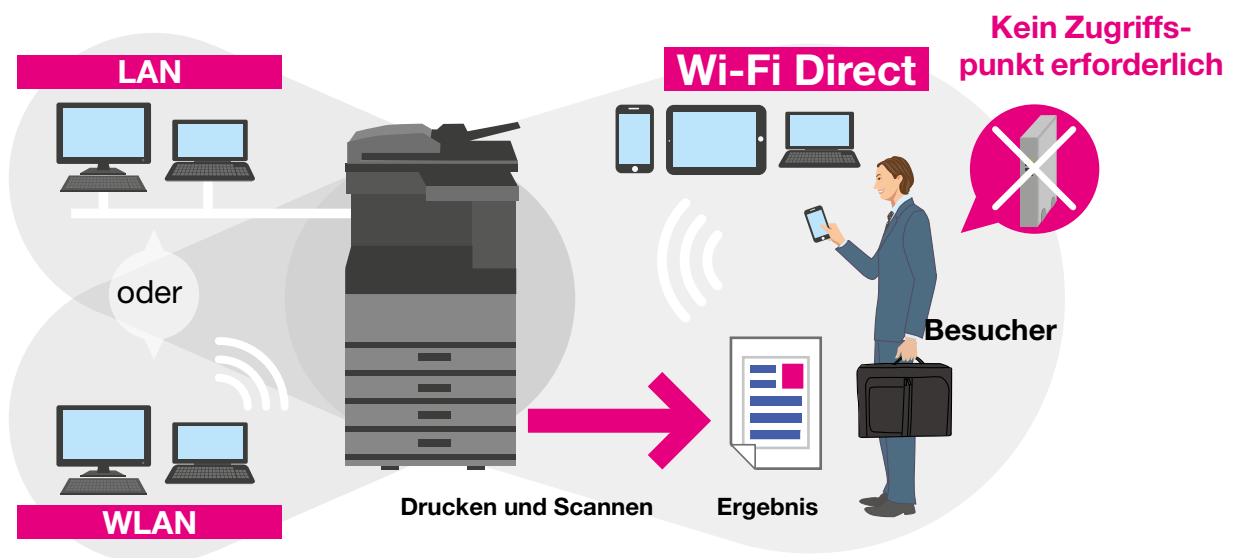 LAN
oder
WLAN
Wi-Fi Direct
Kein Zugriffs-
punkt erforderlich
Besucher
Drucken und Scannen
Ergebnis